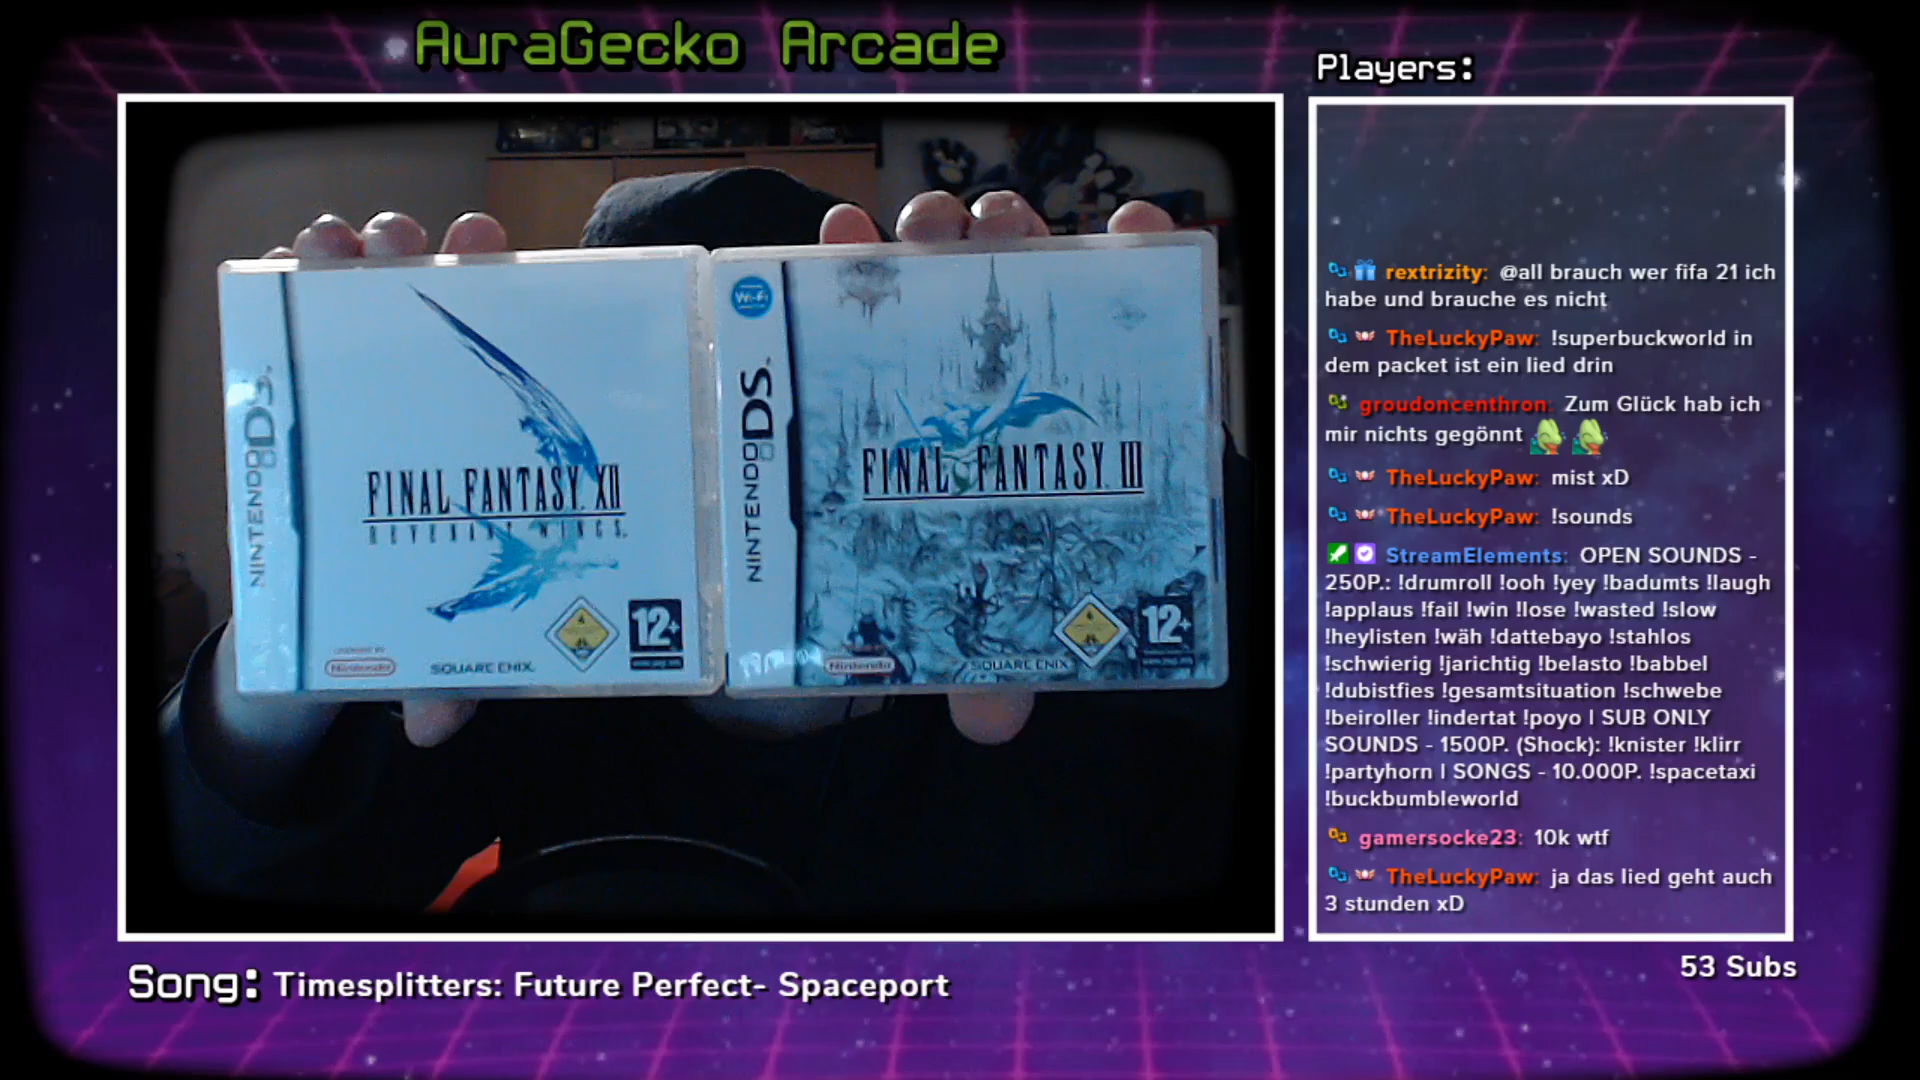 AuraGecko Arcade
Players:
NINTENDO DS.
FINAL FANTASY XII
REVENANT WINGS.
Nintendo
SQUARE ENIX.
12+
Wi-Fi
NINTENDO DS.
FINAL FANTASY III
Nintendo
SQUARE ENIX
12+
rextrizity: @all brauch wer fifa 21 ich
habe und brauche es nicht
TheLuckyPaw: !superbuckworld in
dem packet ist ein lied drin
groudoncenthron: Zum Glück hab ich
mir nichts gegönnt
TheLuckyPaw: mist xD
TheLuckyPaw: !sounds
StreamElements: OPEN SOUNDS -
250P.: !drumroll !ooh !yey !badumts !laugh
!applaus !fail !win !lose !wasted !slow
!heylisten !wäh !dattebayo !stahlos
!schwierig !jarichtig !belasto !babbel
!dubistfies !gesamtsituation !schwebe
!beiroller !indertat !poyo | SUB ONLY
SOUNDS - 1500P. (Shock): !knister !klirr
!partyhorn | SONGS - 10.000P. !spacetaxi
!buckbumbleworld
gamersocke23: 10k wtf
TheLuckyPaw: ja das lied geht auch
3 stunden xD
53 Subs
Song: Timesplitters: Future Perfect- Spaceport